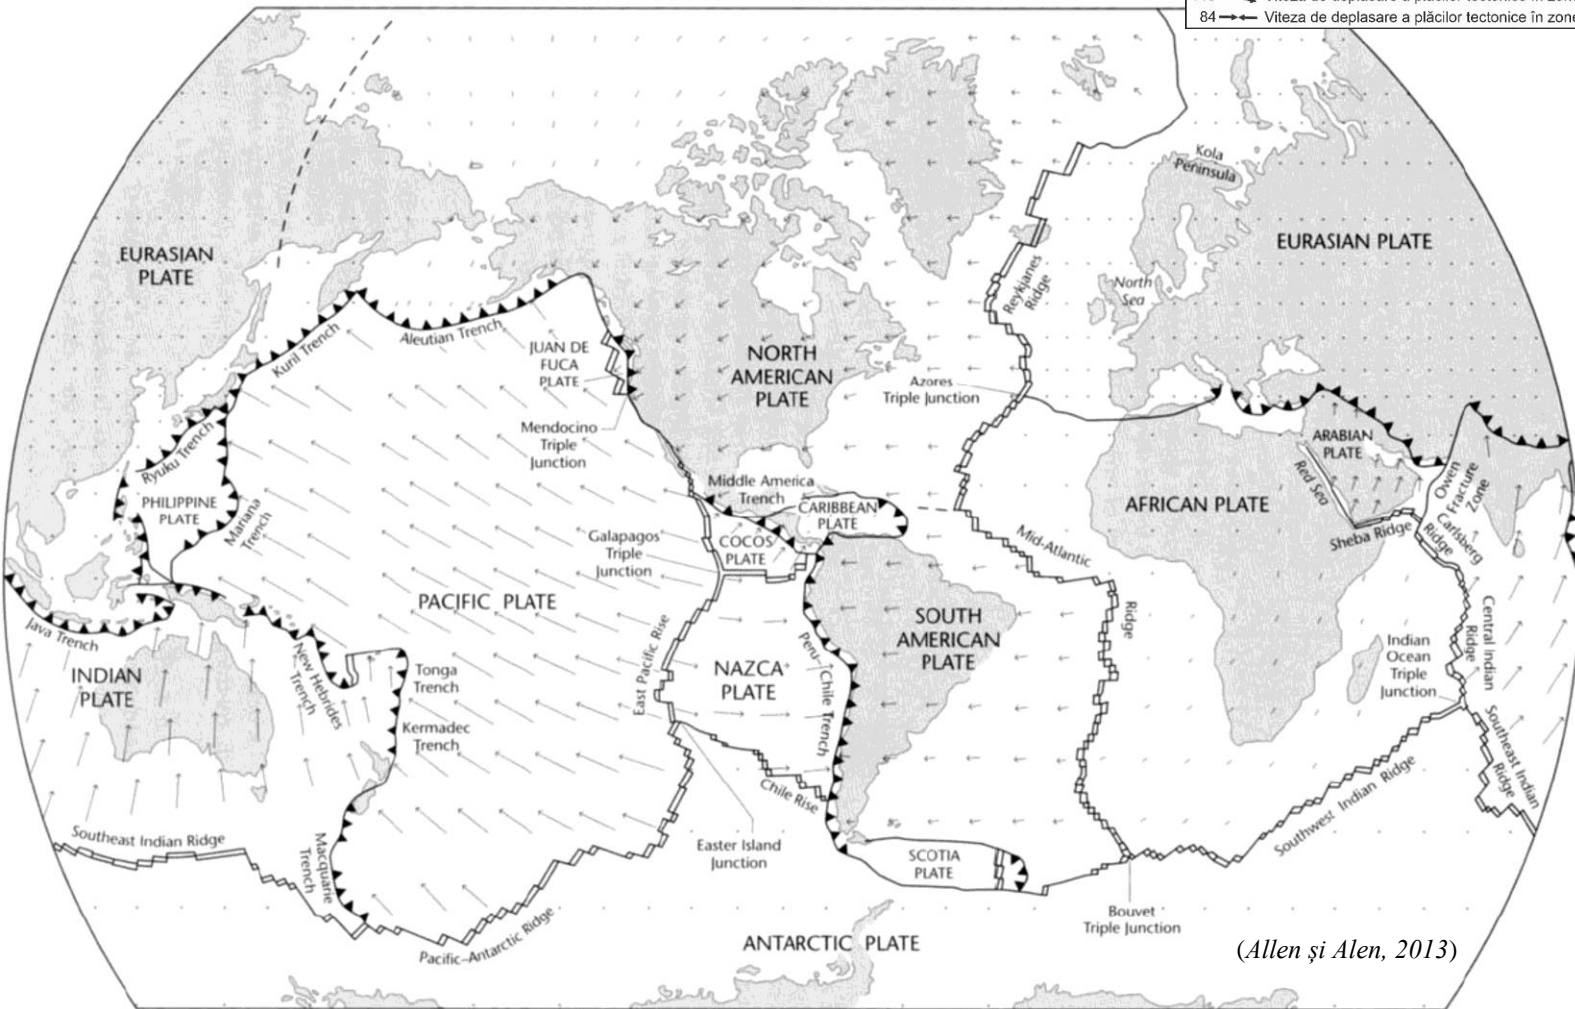 84 Viteza de deplasare a plăcilor tectonice în zone
Kola
Peninsula
EURASIAN
PLATE
EURASIAN PLATE
Reykjanes
Ridge
North
Sea
Kuril Trench
Aleutian Trench
JUAN DE
FUCA
PLATE
NORTH
AMERICAN
PLATE
Azores
Triple Junction
Mendocino
Triple
Junction
Ryuku Trench
ARABIAN
PLATE
Red Sea
Owen
Fracture
Zone
Middle America
Trench
CARIBBEAN
PLATE
AFRICAN PLATE
PHILIPPINE
PLATE
Mariana
Trench
Galapagos
Triple
Junction
COCOS
PLATE
Mid-Atlantic
Ridge
Sheba Ridge
Carlsberg
Ridge
PACIFIC PLATE
SOUTH
AMERICAN
PLATE
Java Trench
INDIAN
PLATE
New Hebrides
Trench
Tonga
Trench
Kermadec
Trench
East Pacific Rise
NAZCA
PLATE
Peru-Chile Trench
Central Indian
Ridge
Indian
Ocean
Triple
Junction
Southeast Indian
Ridge
Chile Rise
Southeast Indian Ridge
Macquarie
Trench
Easter Island
Junction
SCOTIA
PLATE
Southwest Indian Ridge
Bouvet
Triple Junction
Pacific-Antarctic Ridge
ANTARCTIC PLATE
(Allen și Alen, 2013)